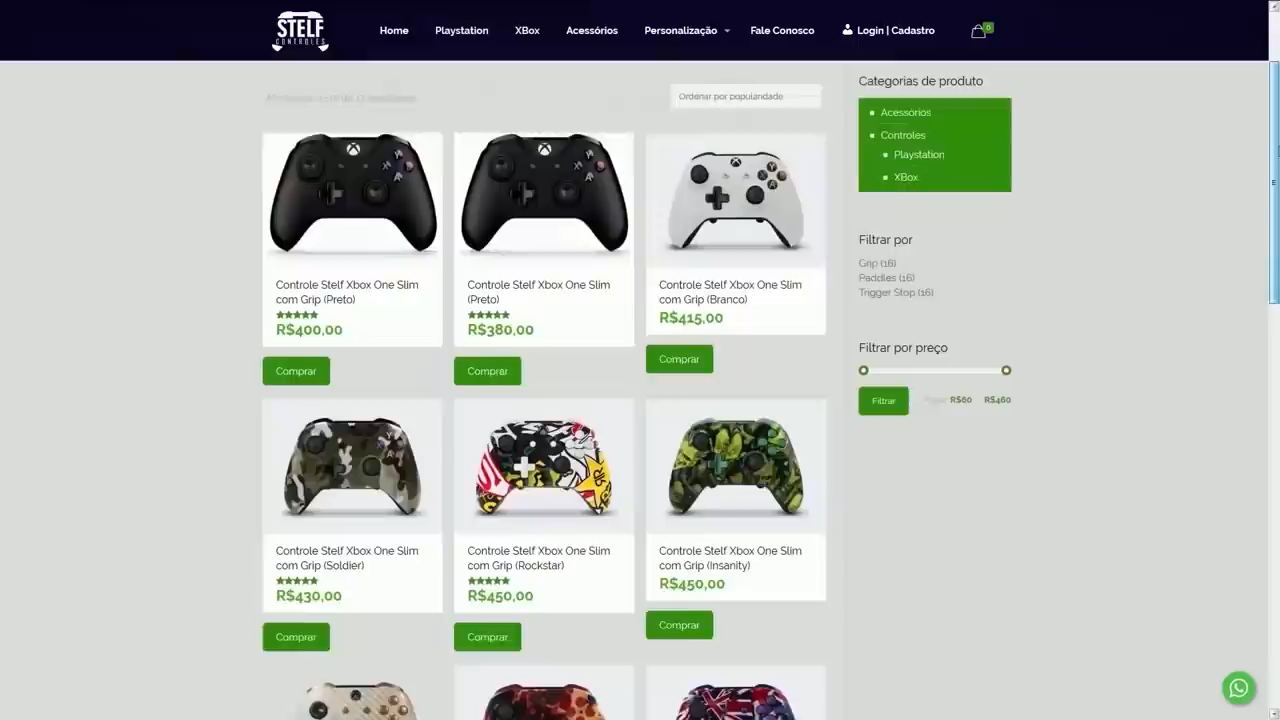 STELF
CONTROLES
Home
Playstation
XBox
Acessórios
Personalização
Fale Conosco
Login | Cadastro
0
Ordenar por popularidade
Categorias de produto
Acessórios
Controles
Playstation
XBox
Filtrar por
Grip (16)
Paddles (16)
Trigger Stop (16)
Filtrar por preço
Filtrar
R$60
R$460
Controle Stelf Xbox One Slim
com Grip (Preto)
R$400,00
Comprar
Controle Stelf Xbox One Slim
(Preto)
R$380,00
Comprar
Controle Stelf Xbox One Slim
com Grip (Branco)
R$415,00
Comprar
Controle Stelf Xbox One Slim
com Grip (Soldier)
R$430,00
Comprar
Controle Stelf Xbox One Slim
com Grip (Rockstar)
R$450,00
Comprar
Controle Stelf Xbox One Slim
com Grip (Insanity)
R$450,00
Comprar